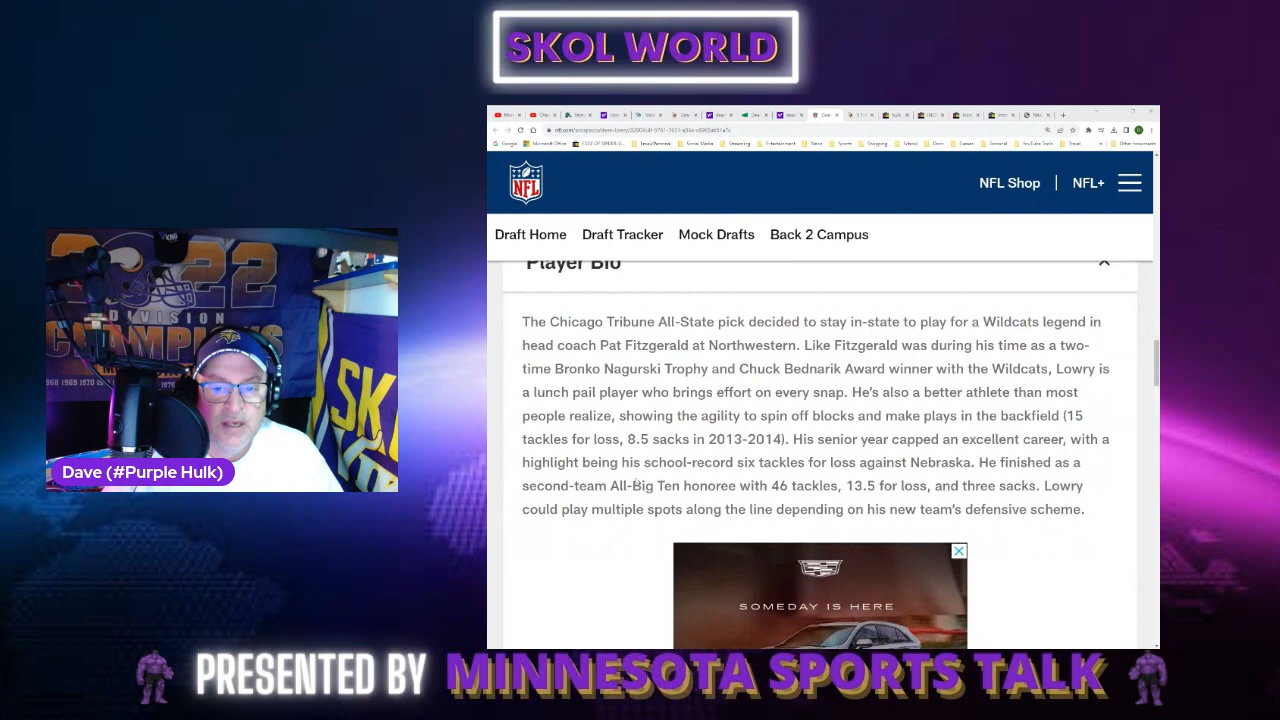 SKOL WORLD
nfl.com/prospects/dean-lowry/
NFL
NFL Shop
NFL+
Draft Home Draft Tracker Mock Drafts Back 2 Campus
Player Bio
The Chicago Tribune All-State pick decided to stay in-state to play for a Wildcats legend in
head coach Pat Fitzgerald at Northwestern. Like Fitzgerald was during his time as a two-
time Bronko Nagurski Trophy and Chuck Bednarik Award winner with the Wildcats, Lowry is
a lunch pail player who brings effort on every snap. He's also a better athlete than most
people realize, showing the agility to spin off blocks and make plays in the backfield (15
tackles for loss, 8.5 sacks in 2013-2014). His senior year capped an excellent career, with a
highlight being his school-record six tackles for loss against Nebraska. He finished as a
second-team All-Big Ten honoree with 46 tackles, 13.5 for loss, and three sacks. Lowry
could play multiple spots along the line depending on his new team's defensive scheme.
SOMEDAY IS HERE
2022
DIVISION
CHAMPIONS
SK
Dave (#Purple Hulk)
PRESENTED BY MINNESOTA SPORTS TALK